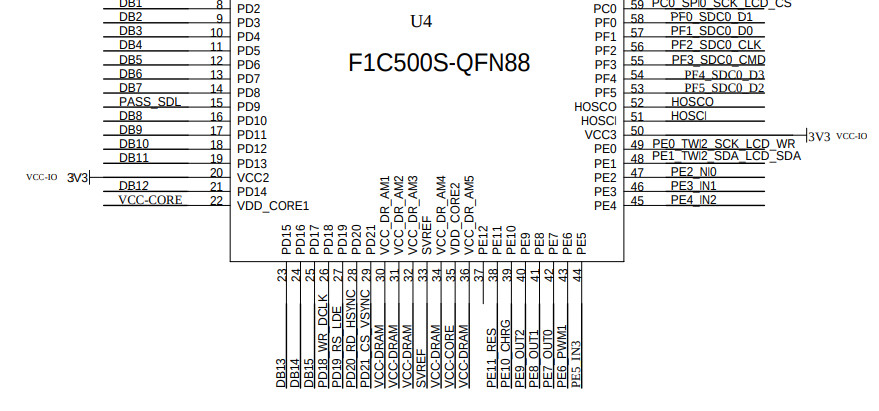 DB1 8 PD2 PC0 59 PC0_SPI0_SCK_LCD_CS
DB2 9 PD3 U4 PF0 58 PF0_SDC0_D1
DB3 10 PD4 PF1 57 PF1_SDC0_D0
DB4 11 PD5 PF2 56 PF2_SDC0_CLK
DB5 12 PD6 F1C500S-QFN88 PF3 55 PF3_SDC0_CMD
DB6 13 PD7 PF4 54 PF4_SDC0_D3
DB7 14 PD8 PF5 53 PF5_SDC0_D2
PASS_SDL 15 PD9 HOSCO 52 HOSCO
DB8 16 PD10 HOSCI 51 HOSCI
DB9 17 PD11 VCC3 50 3V3 VCC-IO
DB10 18 PD12 PE0 49 PE0_TWI2_SCK_LCD_WR
DB11 19 PD13 PE1 48 PE1_TWI2_SDA_LCD_SDA
VCC-IO 3V3 20 VCC2 PE2 47 PE2_NI0
DB12 21 PD14 PE3 46 PE3_IN1
VCC-CORE 22 VDD_CORE1 PE4 45 PE4_IN2
PD15 23 DB13
PD16 24 DB14
PD17 25 DB15
PD18 26 PD18_WR_DCLK
PD19 27 PD19_RS_LDE
PD20 28 PD20_RD_HSYNC
PD21 29 PD21_CS_VSYNC
VCC_DR_AM1 30 VCC-DRAM
VCC_DR_AM2 31 VCC-DRAM
VCC_DR_AM3 32 VCC-DRAM
SVREF 33 SVREF
VCC_DR_AM4 34 VCC-DRAM
VDD_CORE2 35 VCC-CORE
VCC_DR_AM5 36 VCC-DRAM
PE12 37
PE11 38 PE11_RES
PE10 39 PE10_CHRG
PE9 40 PE9_OUT2
PE8 41 PE8_OUT1
PE7 42 PE7_OUT0
PE6 43 PE6_PWM1
PE5 44 PE5_IN3